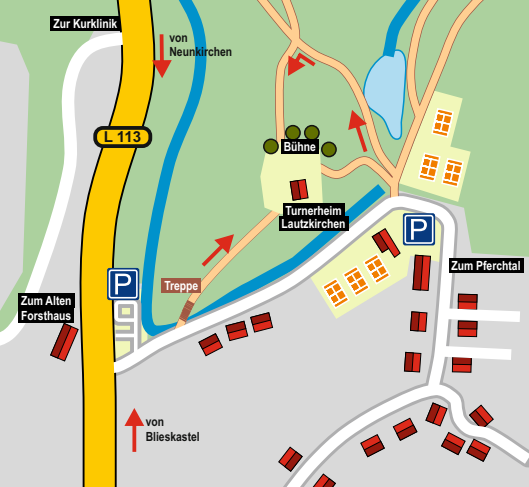 Zur Kurklinik
von
Neunkirchen
L 113
Bühne
Turnerheim
Lautzkirchen
P
Zum Pferchtal
P
Treppe
Zum Alten
Forsthaus
von
Blieskastel